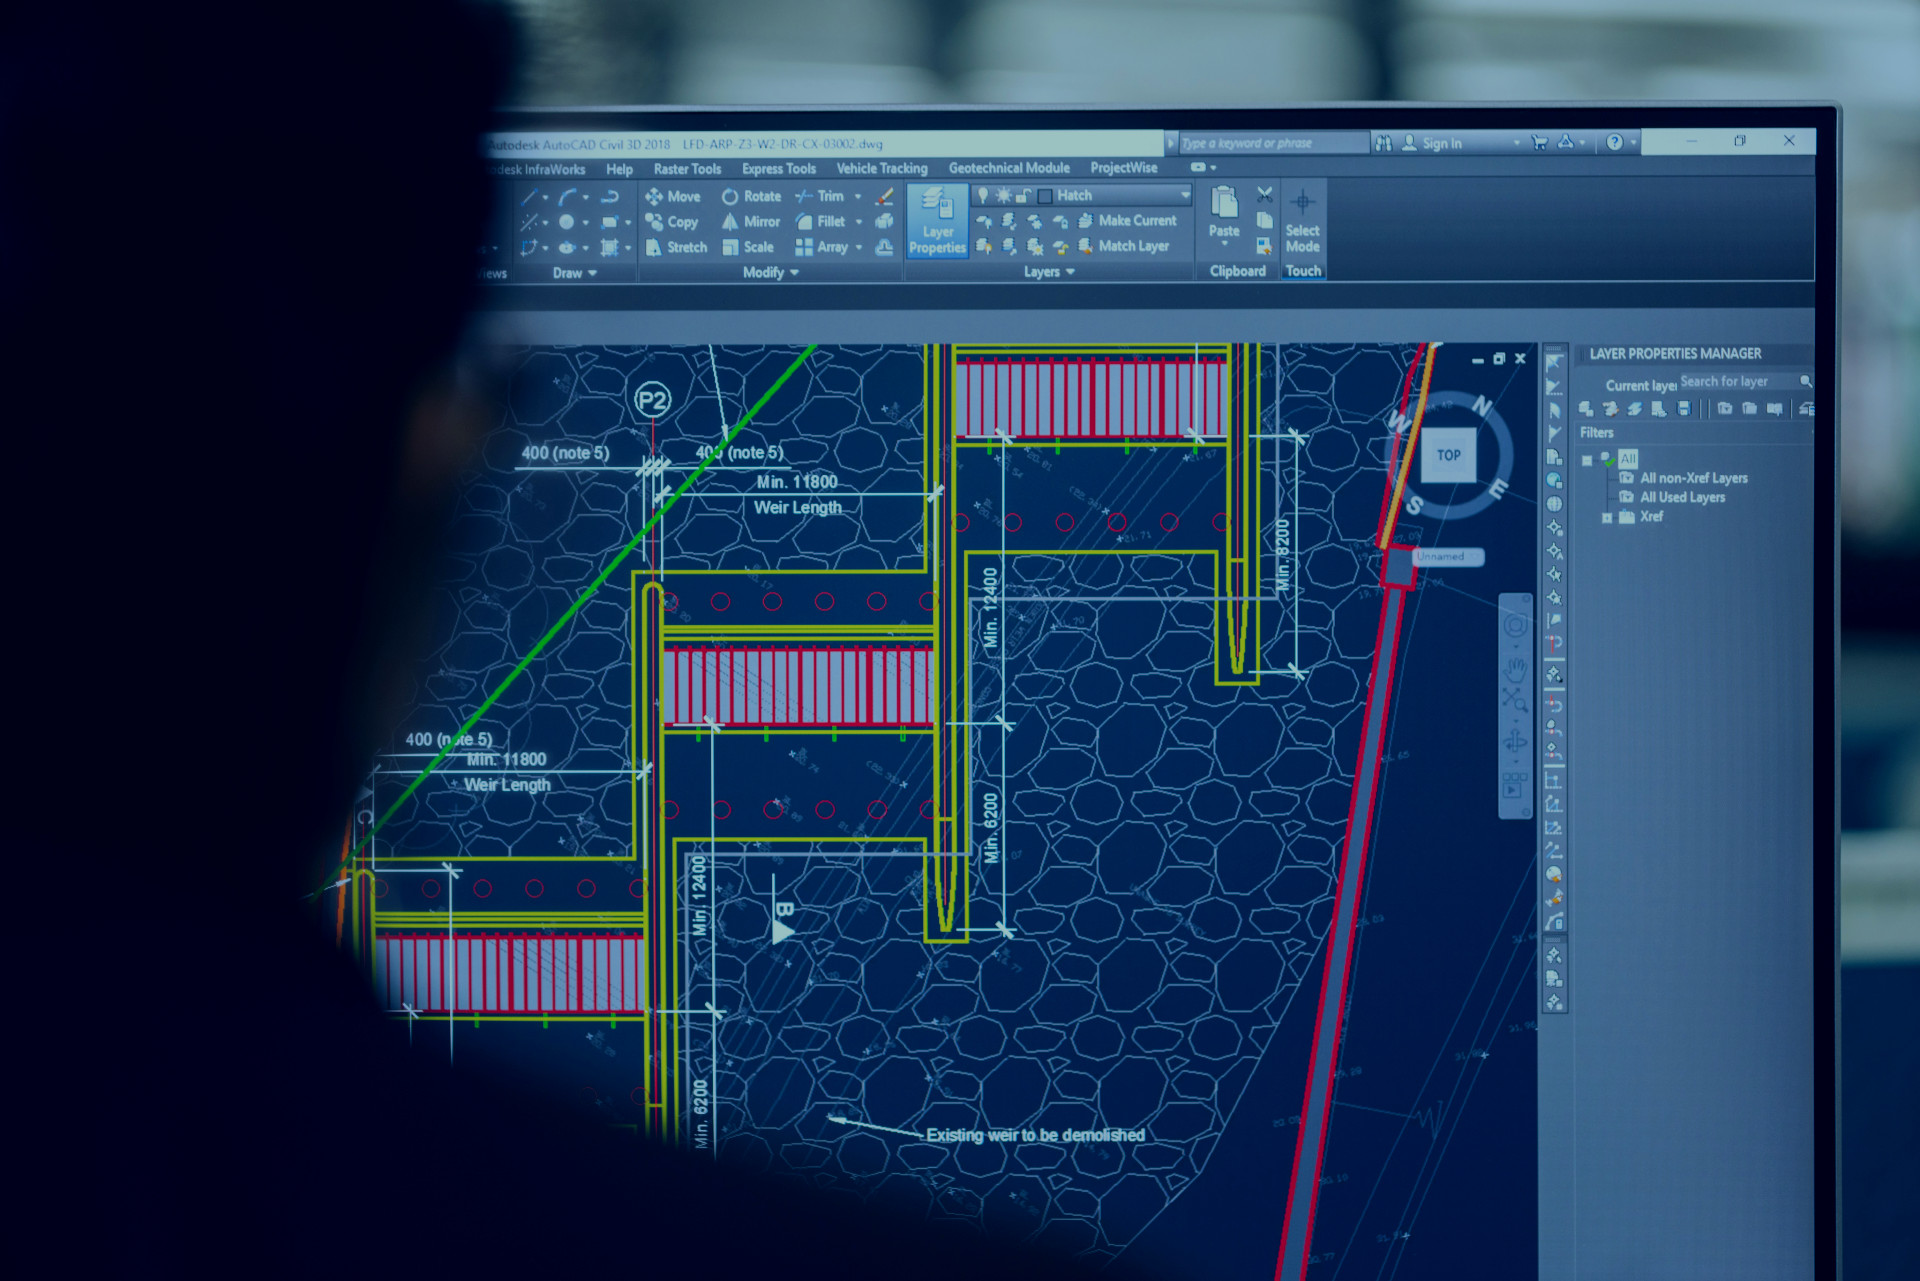 Autodesk AutoCAD Civil 3D 2018 LFD-ARP-Z3-W2-DR-CX-03002.dwg
Type a keyword or phrase
Sign In
desk InfraWorks Help Raster Tools Express Tools Vehicle Tracking Geotechnical Module ProjectWise
Move Rotate Trim
Copy Mirror Fillet
Stretch Scale Array
Layer Properties
Hatch
Make Current
Match Layer
Paste
Select Mode
iews Draw Modify Layers Clipboard Touch
LAYER PROPERTIES MANAGER
Current layer
Search for layer
Filters
All
All non-Xref Layers
All Used Layers
Xref
N
W
TOP
E
S
Unnamed
P2
400 (note 5)
400 (note 5)
Min. 11800
Weir Length
Min. 8200
Min. 12400
400 (note 5)
Min. 11800
Weir Length
Min. 6200
C
Min. 12400
B
Min. 6200
Existing weir to be demolished